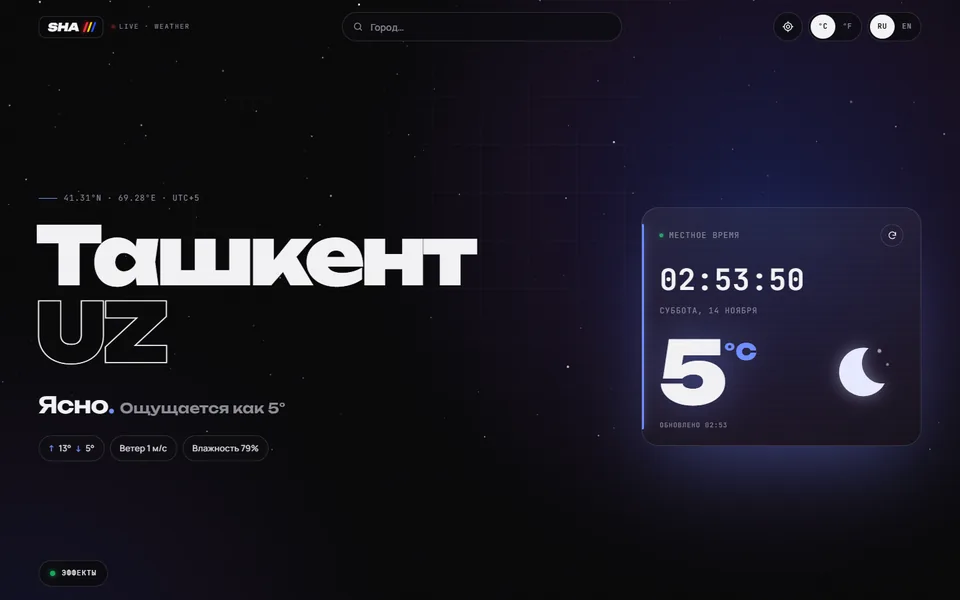 SHA
LIVE · WEATHER
Город...
°C
°F
RU
EN
41.31°N · 69.28°E · UTC+5
Ташкент
UZ
Ясно. Ощущается как 5°
↑ 13° ↓ 5°
Ветер 1 м/с
Влажность 79%
МЕСТНОЕ ВРЕМЯ
02:53:50
СУББОТА, 14 НОЯБРЯ
5°C
ОБНОВЛЕНО 02:53
ЭФФЕКТЫ